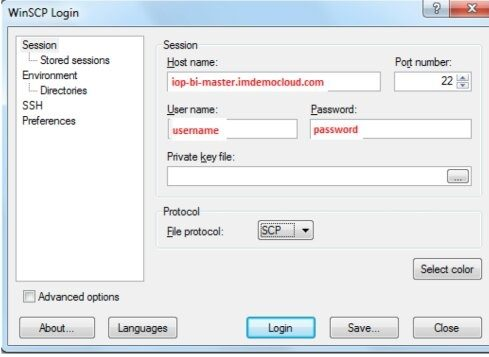 WinSCP Login
Session
Stored sessions
Environment
Directories
SSH
Preferences
Session
Host name:
Port number:
iop-bi-master.imdemocloud.com
22
User name:
Password:
username
password
Private key file:
...
Protocol
File protocol:
SCP
Select color
Advanced options
About...
Languages
Login
Save...
Close